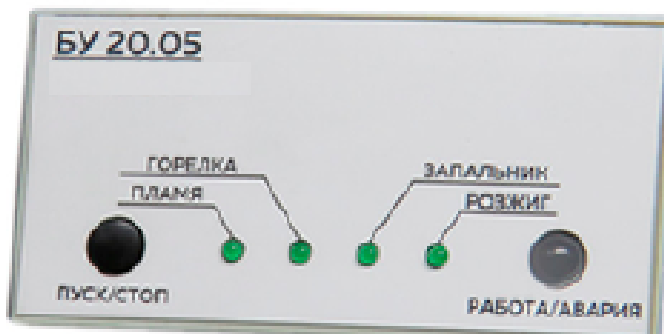 БУ 20.05
ГОРЕЛКА
ЗАПАЛЬНИК
ПЛАМЯ
РОЗЖИГ
ПУСК/СТОП
РАБОТА/АВАРИЯ